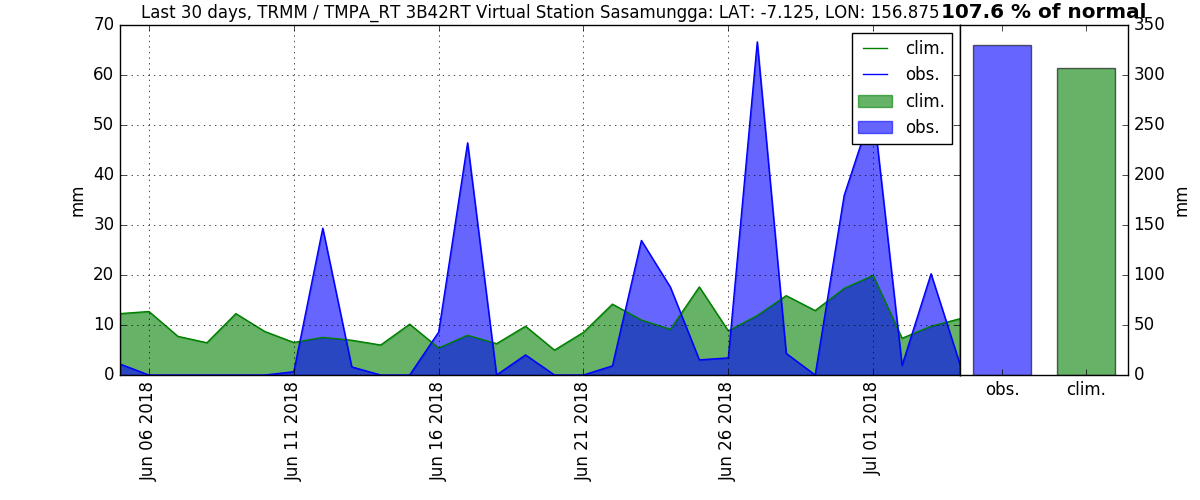 Last 30 days, TRMM / TMPA_RT 3B42RT Virtual Station Sasamungga: LAT: -7.125, LON: 156.875
107.6 % of normal
70
60
50
40
30
20
10
0
mm
clim.
obs.
clim.
obs.
Jun 06 2018
Jun 11 2018
Jun 16 2018
Jun 21 2018
Jun 26 2018
Jul 01 2018
350
300
250
200
150
100
50
0
mm
obs.
clim.